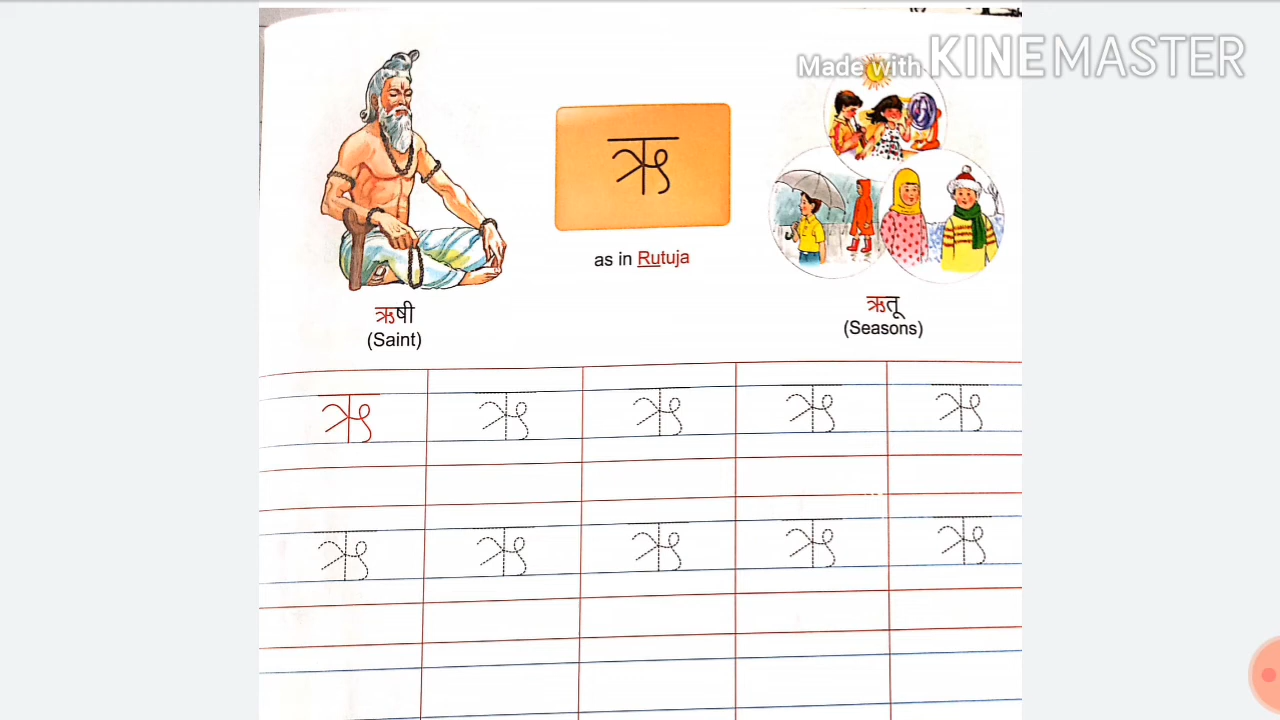 Made with KINEMASTER
ऋ
as in Rutuja
ऋषी
(Saint)
ऋतू
(Seasons)
ऋ ऋ ऋ ऋ ऋ
ऋ ऋ ऋ ऋ ऋ